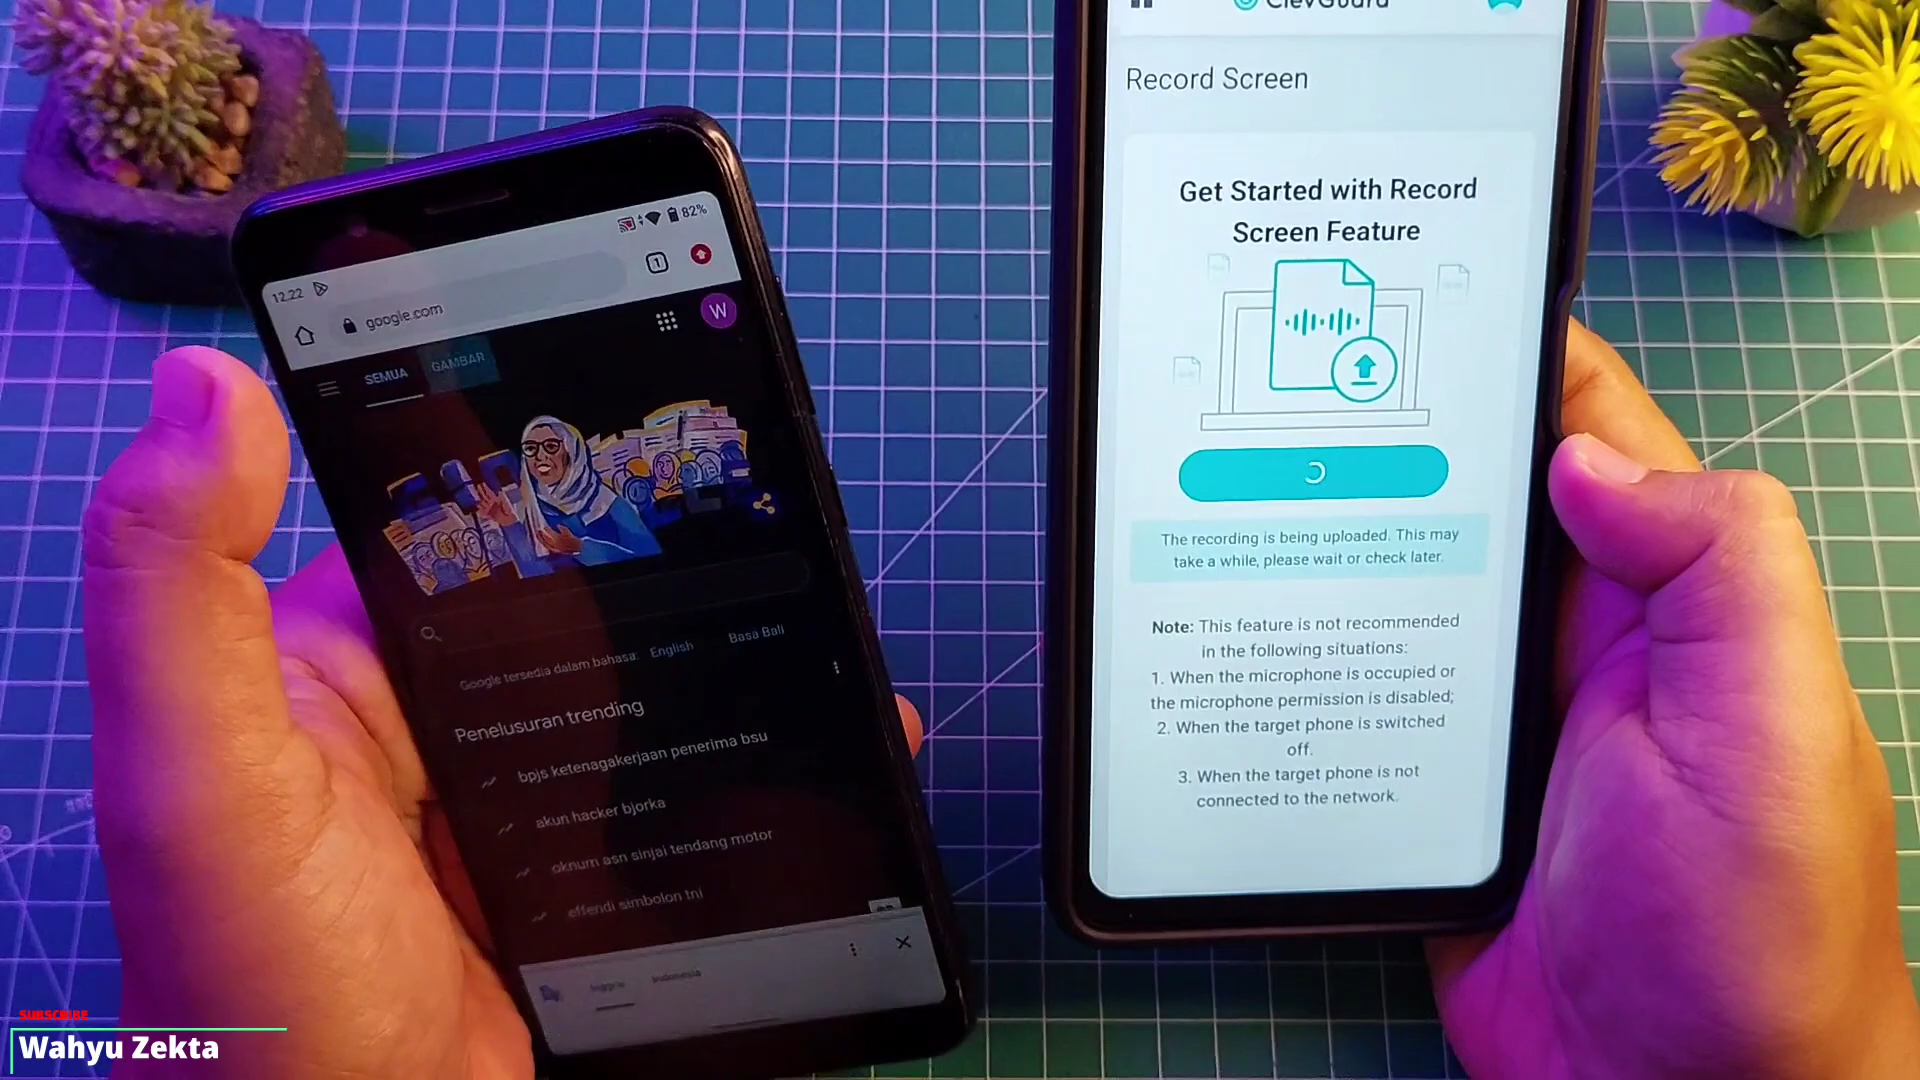 12.22
82%
1
google.com
W
SEMUA
GAMBAR
Google tersedia dalam bahasa: English Basa Bali
Penelusuran trending
bpjs ketenagakerjaan penerima bsu
akun hacker bjorka
oknum asn sinjai tendang motor
effendi simbolon tni
Inggris Indonesia
ClevGuard
Record Screen
Get Started with Record
Screen Feature
The recording is being uploaded. This may
take a while, please wait or check later.
Note: This feature is not recommended
in the following situations:
1. When the microphone is occupied or
the microphone permission is disabled;
2. When the target phone is switched
off.
3. When the target phone is not
connected to the network.
SUBSCRIBE
Wahyu Zekta